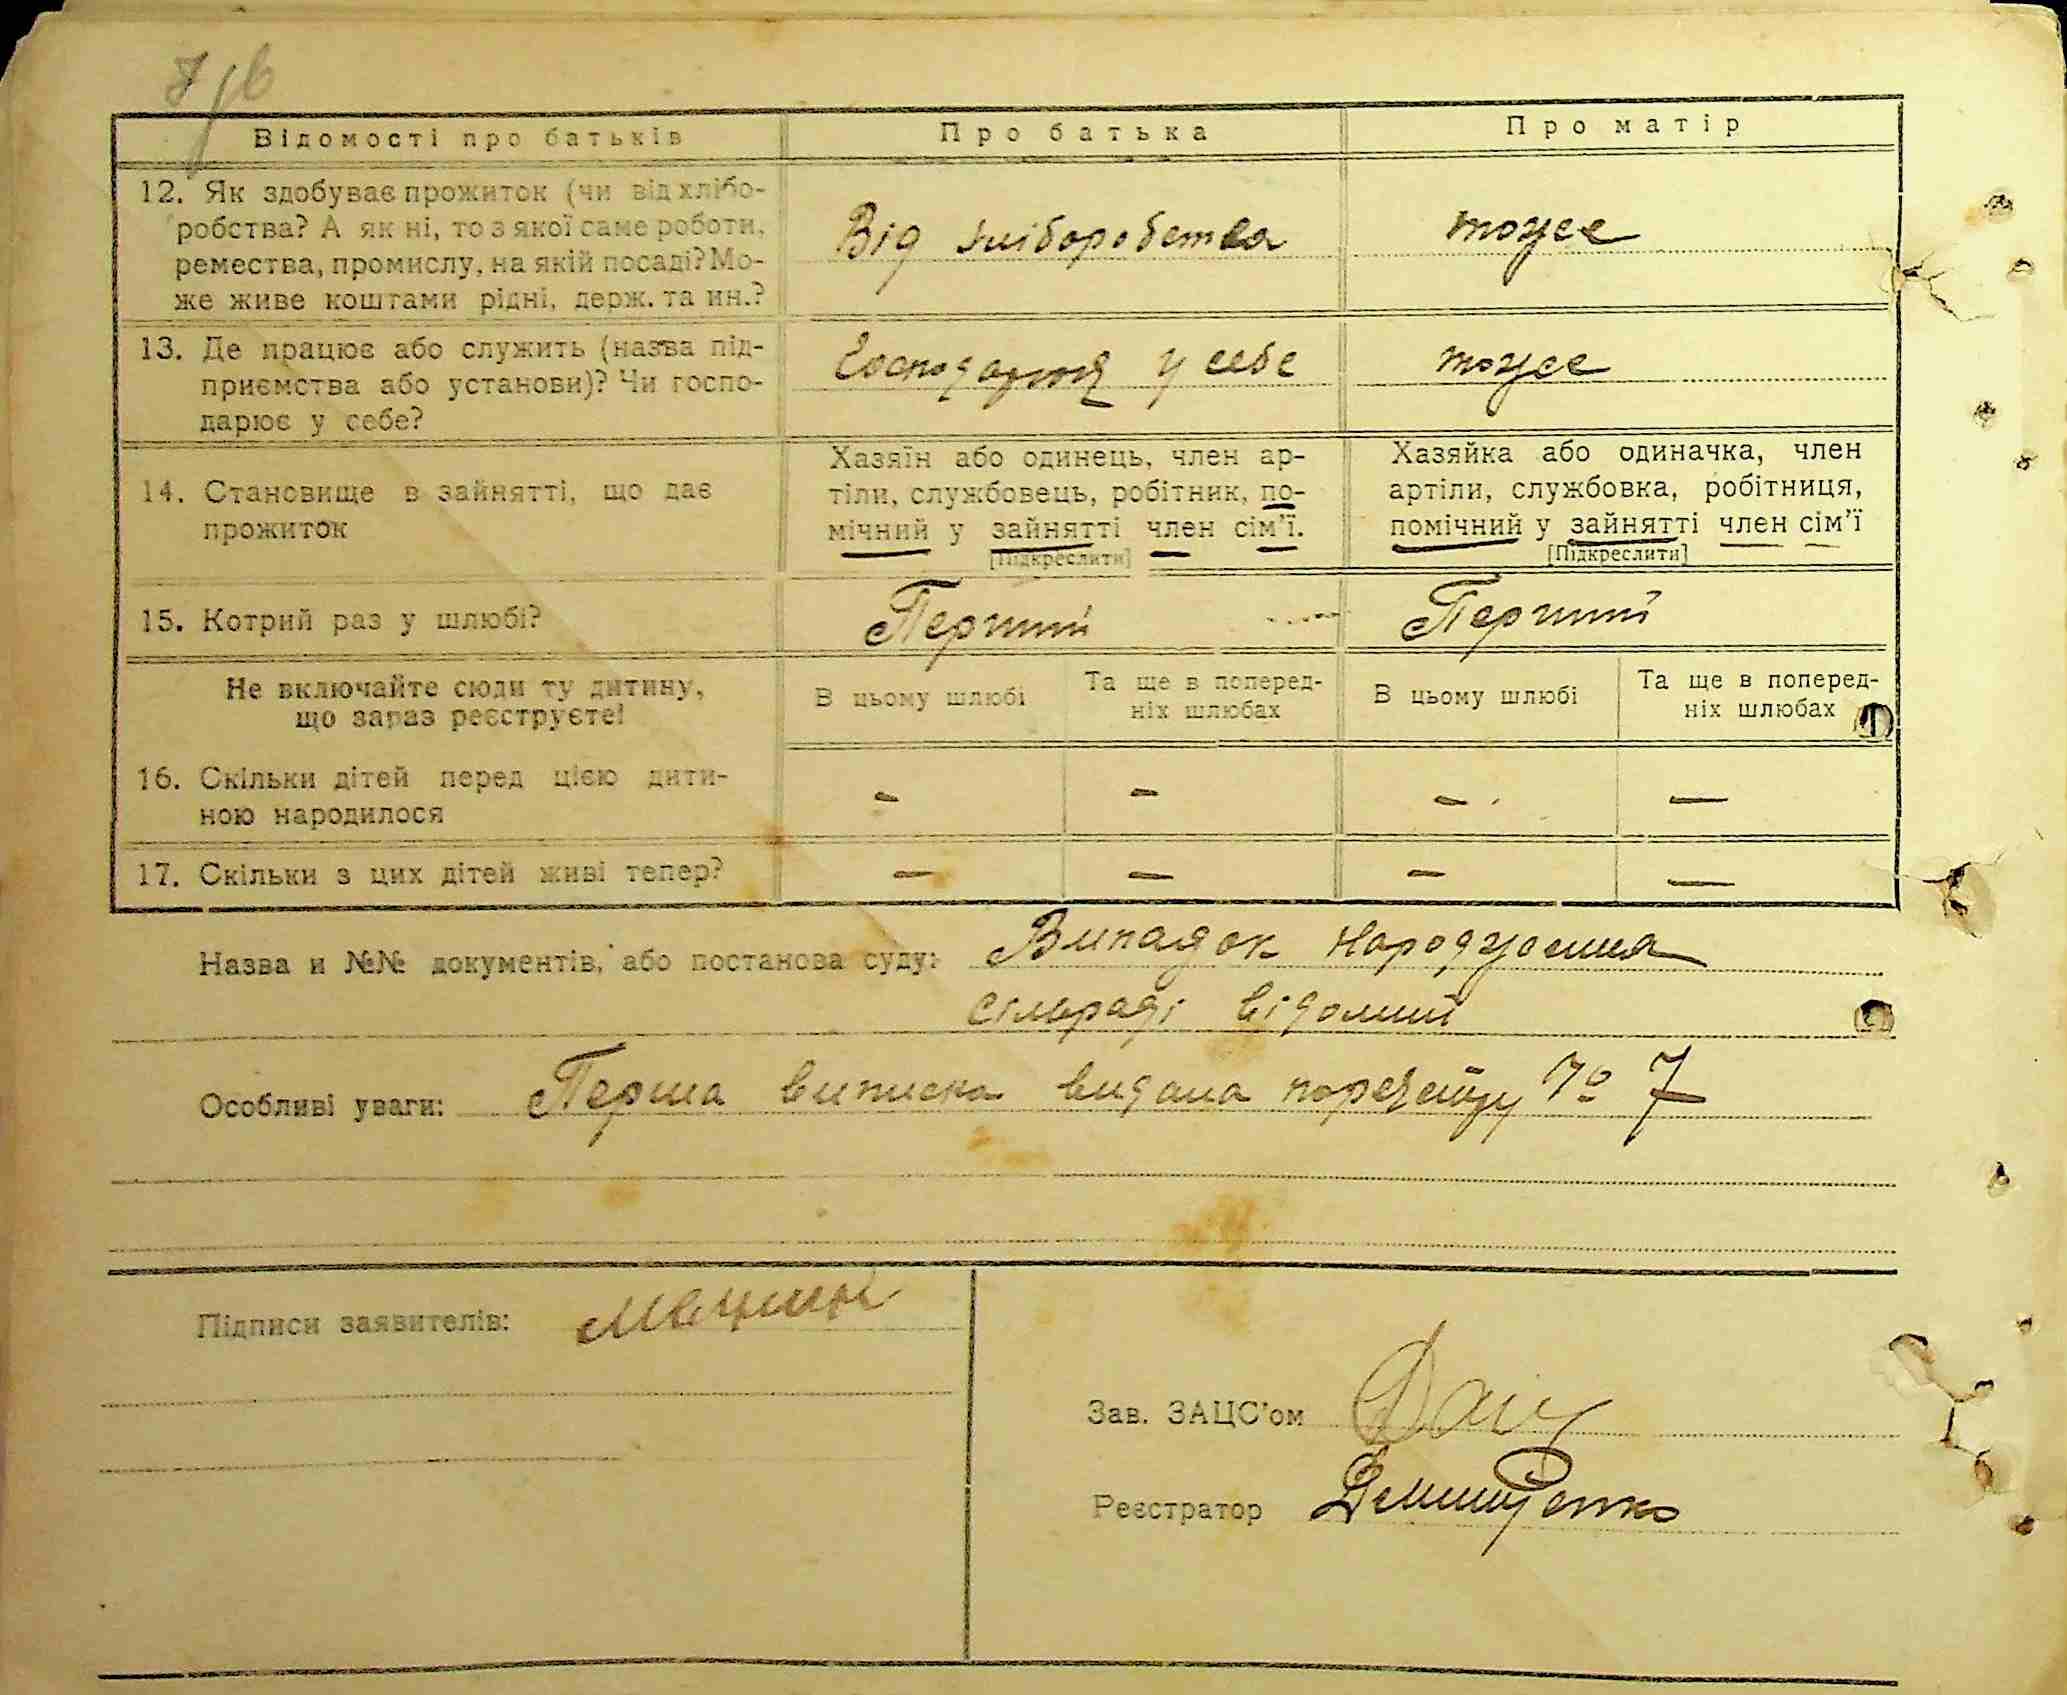 Відомості про батьків
Про батька
Про матір
12. Як здобуває прожиток (чи від хлібо-
робства? А як ні, то з якої саме роботи,
ремества, промислу, на якій посаді? Мо-
же живе коштами рідні, держ. та ин.?
Від хліборобства
тоже
13. Де працює або служить (назва під-
приємства або установи)? Чи госпо-
дарює у себе?
у себе
тоже
14. Становище в зайнятті, що дає
прожиток
Хазяїн або одинець, член ар-
тіли, службовець, робітник, по-
мічний у зайнятті член сім'ї.
[Підкреслити]
Хазяйка або одиначка, член
артіли, службовка, робітниця,
помічний у зайнятті член сім'ї
[Підкреслити]
15. Котрий раз у шлюбі?
Перший
Перший
Не включайте сюди ту дитину,
що зараз реєструєте!
В цьому шлюбі
Та ще в поперед-
ніх шлюбах
В цьому шлюбі
Та ще в поперед-
ніх шлюбах
16. Скільки дітей перед цією дити-
ною народилося
- - - -
17. Скільки з цих дітей живі тепер?
- - - -
Назва и №№ документів, або постанова суду: Випадок народження
сільраді відомий
Особливі уваги: Перша виписка видана по № 7
Підписи заявителів:
Зав. ЗАЦС'ом
Реєстратор